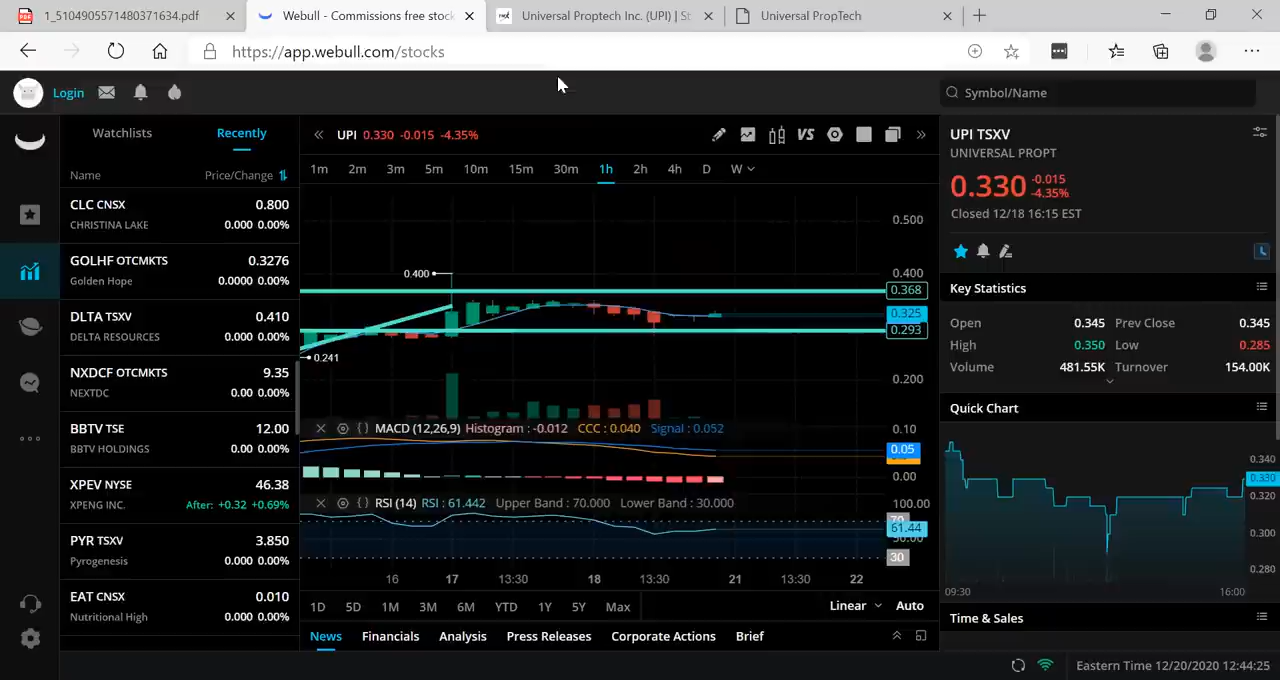 1_5104905571480371634.pdf
Webull - Commissions free stock
Universal Proptech Inc. (UPI) | St
Universal PropTech
https://app.webull.com/stocks
Login
Symbol/Name
Watchlists
Recently
Name
Price/Change
CLC CNSX 0.800
CHRISTINA LAKE 0.000 0.00%
GOLHF OTCMKTS 0.3276
Golden Hope 0.0000 0.00%
DLTA TSXV 0.410
DELTA RESOURCES 0.000 0.00%
NXDCF OTCMKTS 9.35
NEXTDC 0.00 0.00%
BBTV TSE 12.00
BBTV HOLDINGS 0.00 0.00%
XPEV NYSE 46.38
XPENG INC. After: +0.32 +0.69%
PYR TSXV 3.850
Pyrogenesis 0.000 0.00%
EAT CNSX 0.010
Nutritional High 0.000 0.00%
UPI 0.330 -0.015 -4.35%
VS
1m 2m 3m 5m 10m 15m 30m 1h 2h 4h D W
0.500
0.400
0.400
0.368
0.325
0.293
0.241
0.200
MACD (12,26,9) Histogram : -0.012 CCC : 0.040 Signal : 0.052
0.10
0.05
0.00
RSI (14) RSI : 61.442 Upper Band : 70.000 Lower Band : 30.000
100.00
70
61.44
50.00
30
16 17 13:30 18 13:30 21 13:30 22
1D 5D 1M 3M 6M YTD 1Y 5Y Max
Linear Auto
News Financials Analysis Press Releases Corporate Actions Brief
UPI TSXV
UNIVERSAL PROPT
0.330 -0.015
-4.35%
Closed 12/18 16:15 EST
L
Key Statistics
Open 0.345 Prev Close 0.345
High 0.350 Low 0.285
Volume 481.55K Turnover 154.00K
Quick Chart
0.340
0.330
0.320
0.300
0.280
09:30 16:00
Time & Sales
Eastern Time 12/20/2020 12:44:25